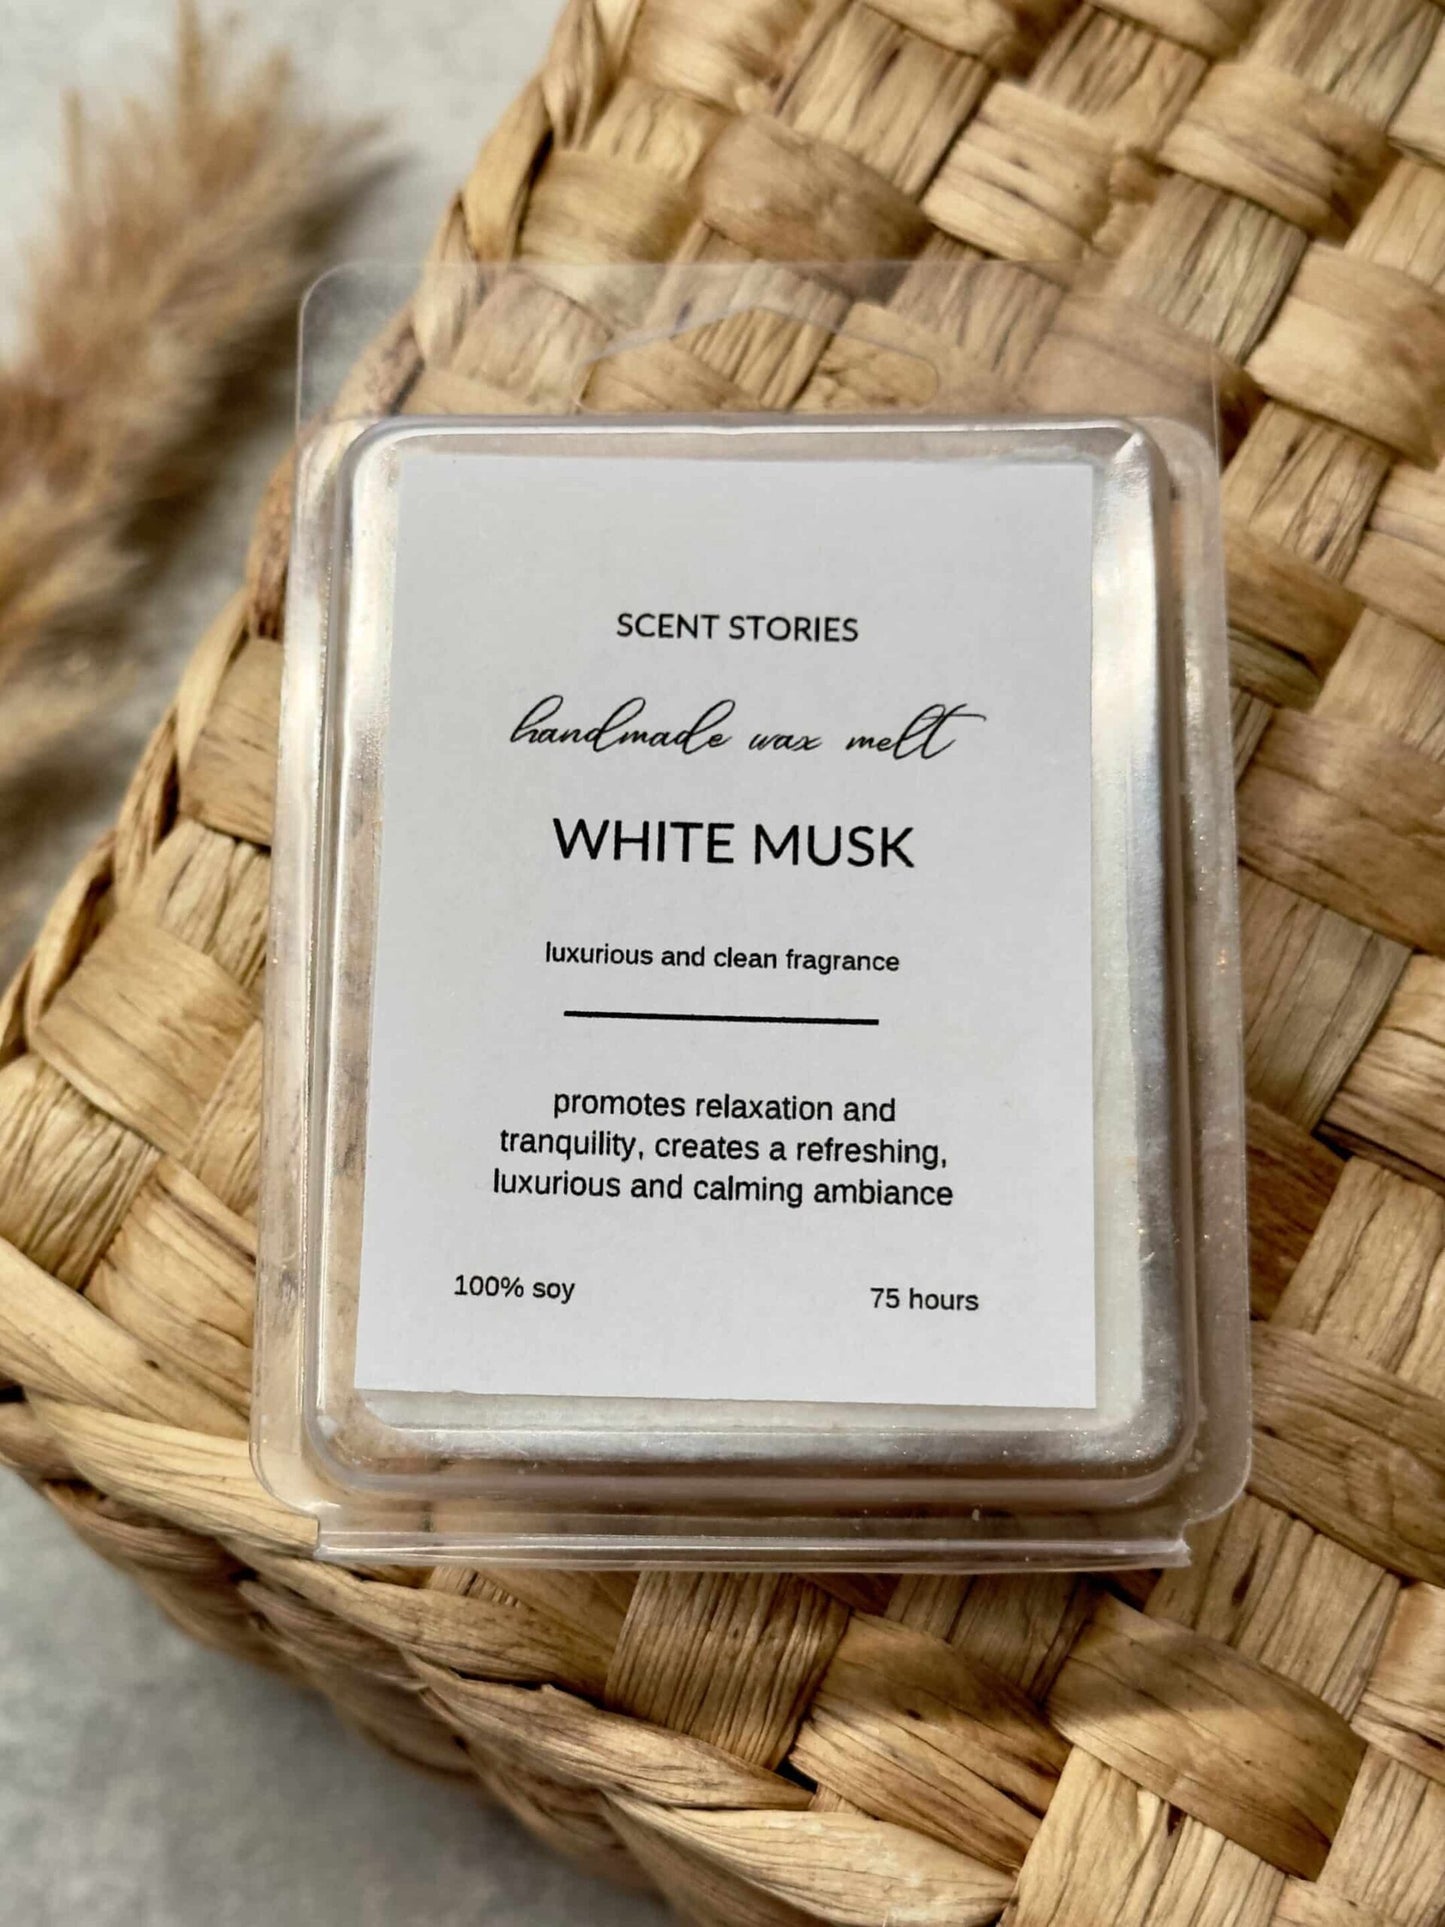 SCENT STORIES
handmade wax melt
WHITE MUSK
luxurious and clean fragrance
promotes relaxation and
tranquility, creates a refreshing,
luxurious and calming ambiance
100% soy
75 hours